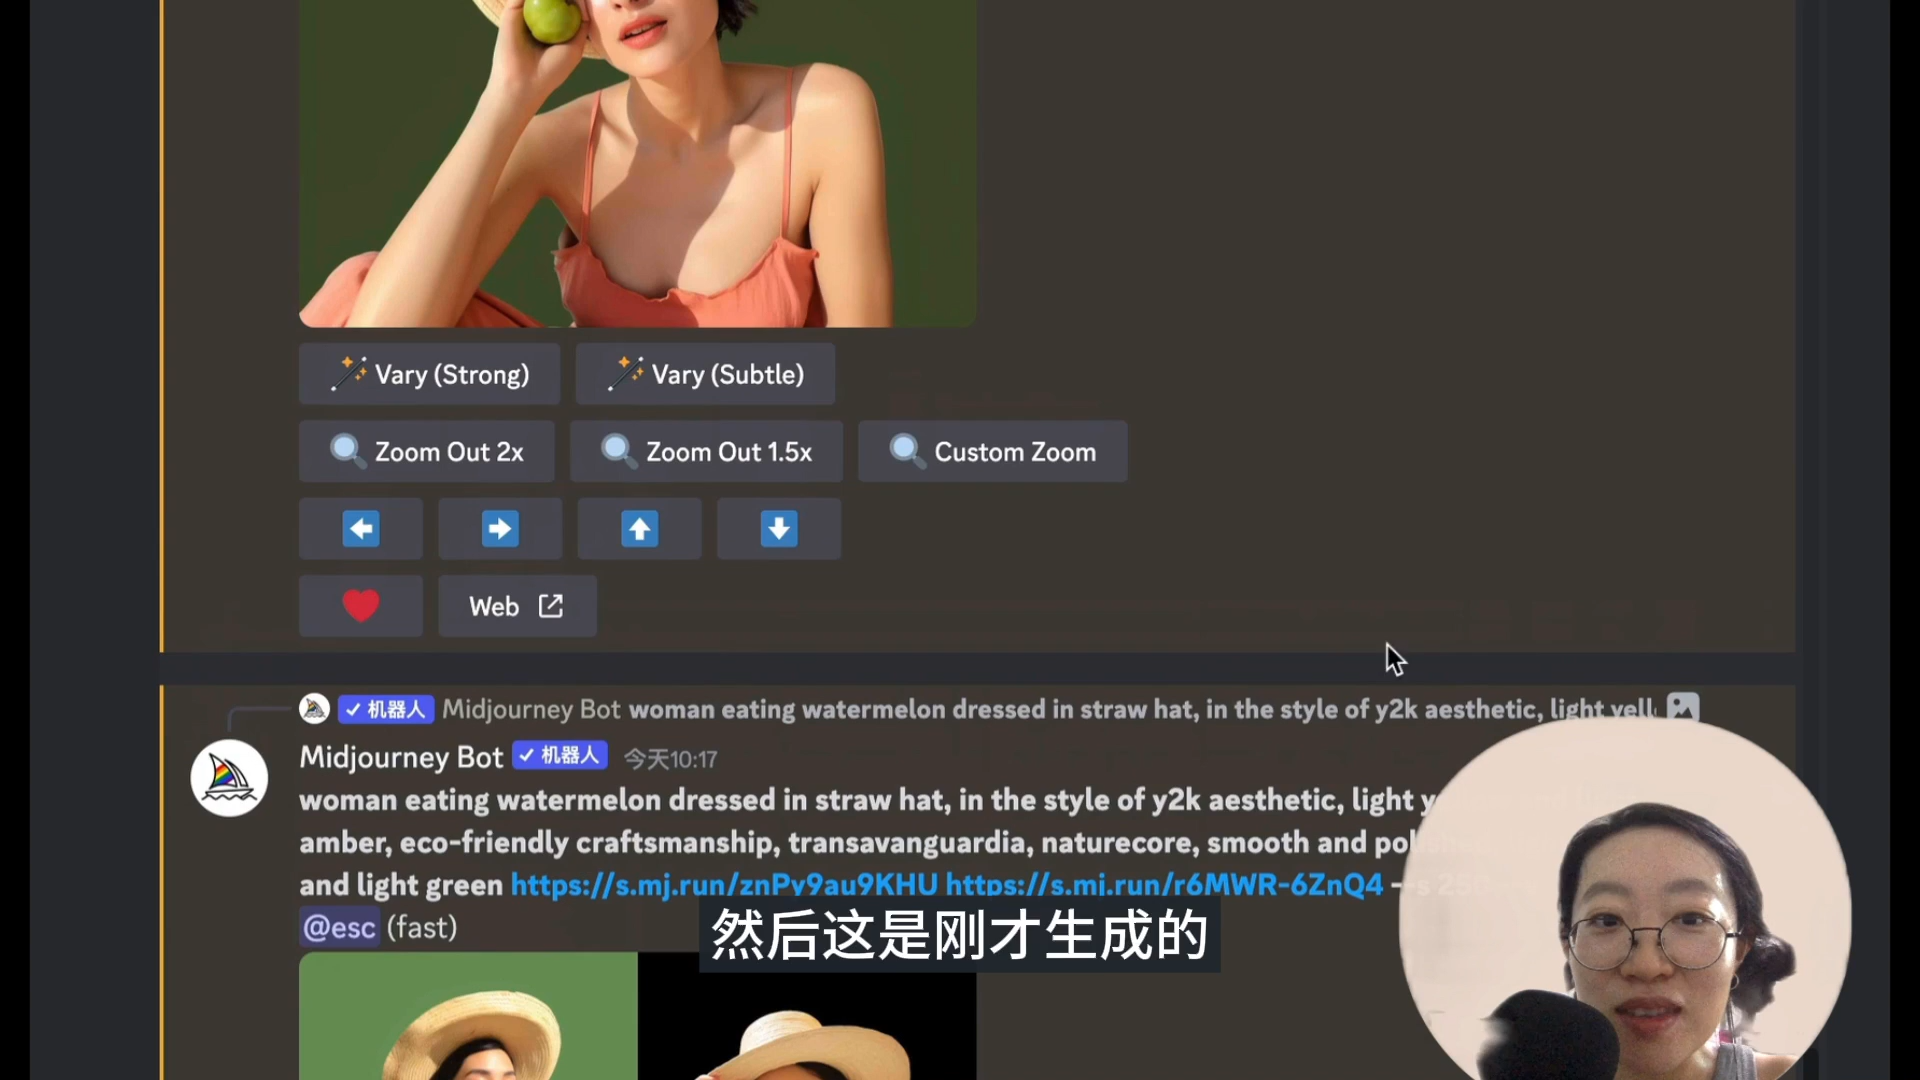 Vary (Strong) Vary (Subtle)
Zoom Out 2x Zoom Out 1.5x Custom Zoom
Web
机器人 Midjourney Bot woman eating watermelon dressed in straw hat, in the style of y2k aesthetic, light yell
Midjourney Bot 机器人 今天10:17
woman eating watermelon dressed in straw hat, in the style of y2k aesthetic, light
amber, eco-friendly craftsmanship, transavanguardia, naturecore, smooth and
and light green https://s.mj.run/znPy9au9KHU https://s.mj.run/r6MWR-6ZnQ4
@esc (fast)
然后这是刚才生成的